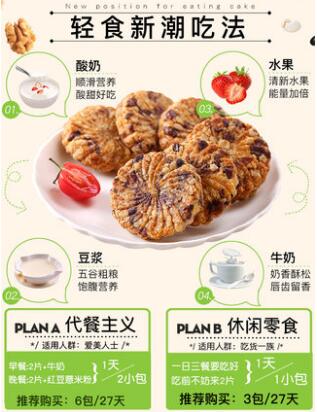 New position for eating cake
轻食新潮吃法
酸奶
顺滑营养
酸甜好吃
01.
水果
清新水果
能量加倍
03.
豆浆
五谷粗粮
饱腹营养
02
牛奶
奶香酥松
唇齿留香
04
PLAN A 代餐主义
*/ 适用人群：爱美人士 /*
早餐:2片+牛奶
晚餐:2片+红豆薏米粉
1天
2小包
推荐购买：6包/27天
PLAN B 休闲零食
*/ 适用人群：吃货一族 /*
一日三餐要吃好
吃前不奶来2片
1天
1小包
推荐购买：3包/27天